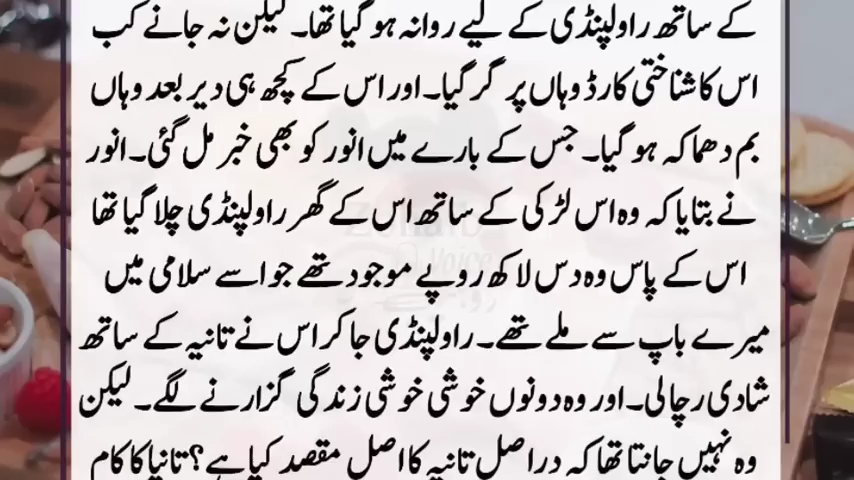 کے ساتھ راولپنڈی کے لیے روانہ ہو گیا تھا۔ لیکن نہ جانے کب
اس کا شناختی کارڈ وہاں پر گر گیا۔ اور اس کے کچھ ہی دیر بعد وہاں
بم دھماکہ ہو گیا۔ جس کے بارے میں انور کو بھی خبر مل گئی۔ انور
نے بتایا کہ وہ اس لڑکی کے ساتھ اس کے گھر راولپنڈی چلا گیا تھا
اس کے پاس وہ دس لاکھ روپے موجود تھے جو اسے سلامی میں
میرے باپ سے ملے تھے۔ راولپنڈی جا کر اس نے تانیہ کے ساتھ
شادی رچا لی۔ اور وہ دونوں خوشی خوشی زندگی گزارنے لگے۔ لیکن
وہ نہیں جانتا تھا کہ دراصل تانیہ کا اصل مقصد کیا ہے؟ تانیا کا کام
Voice